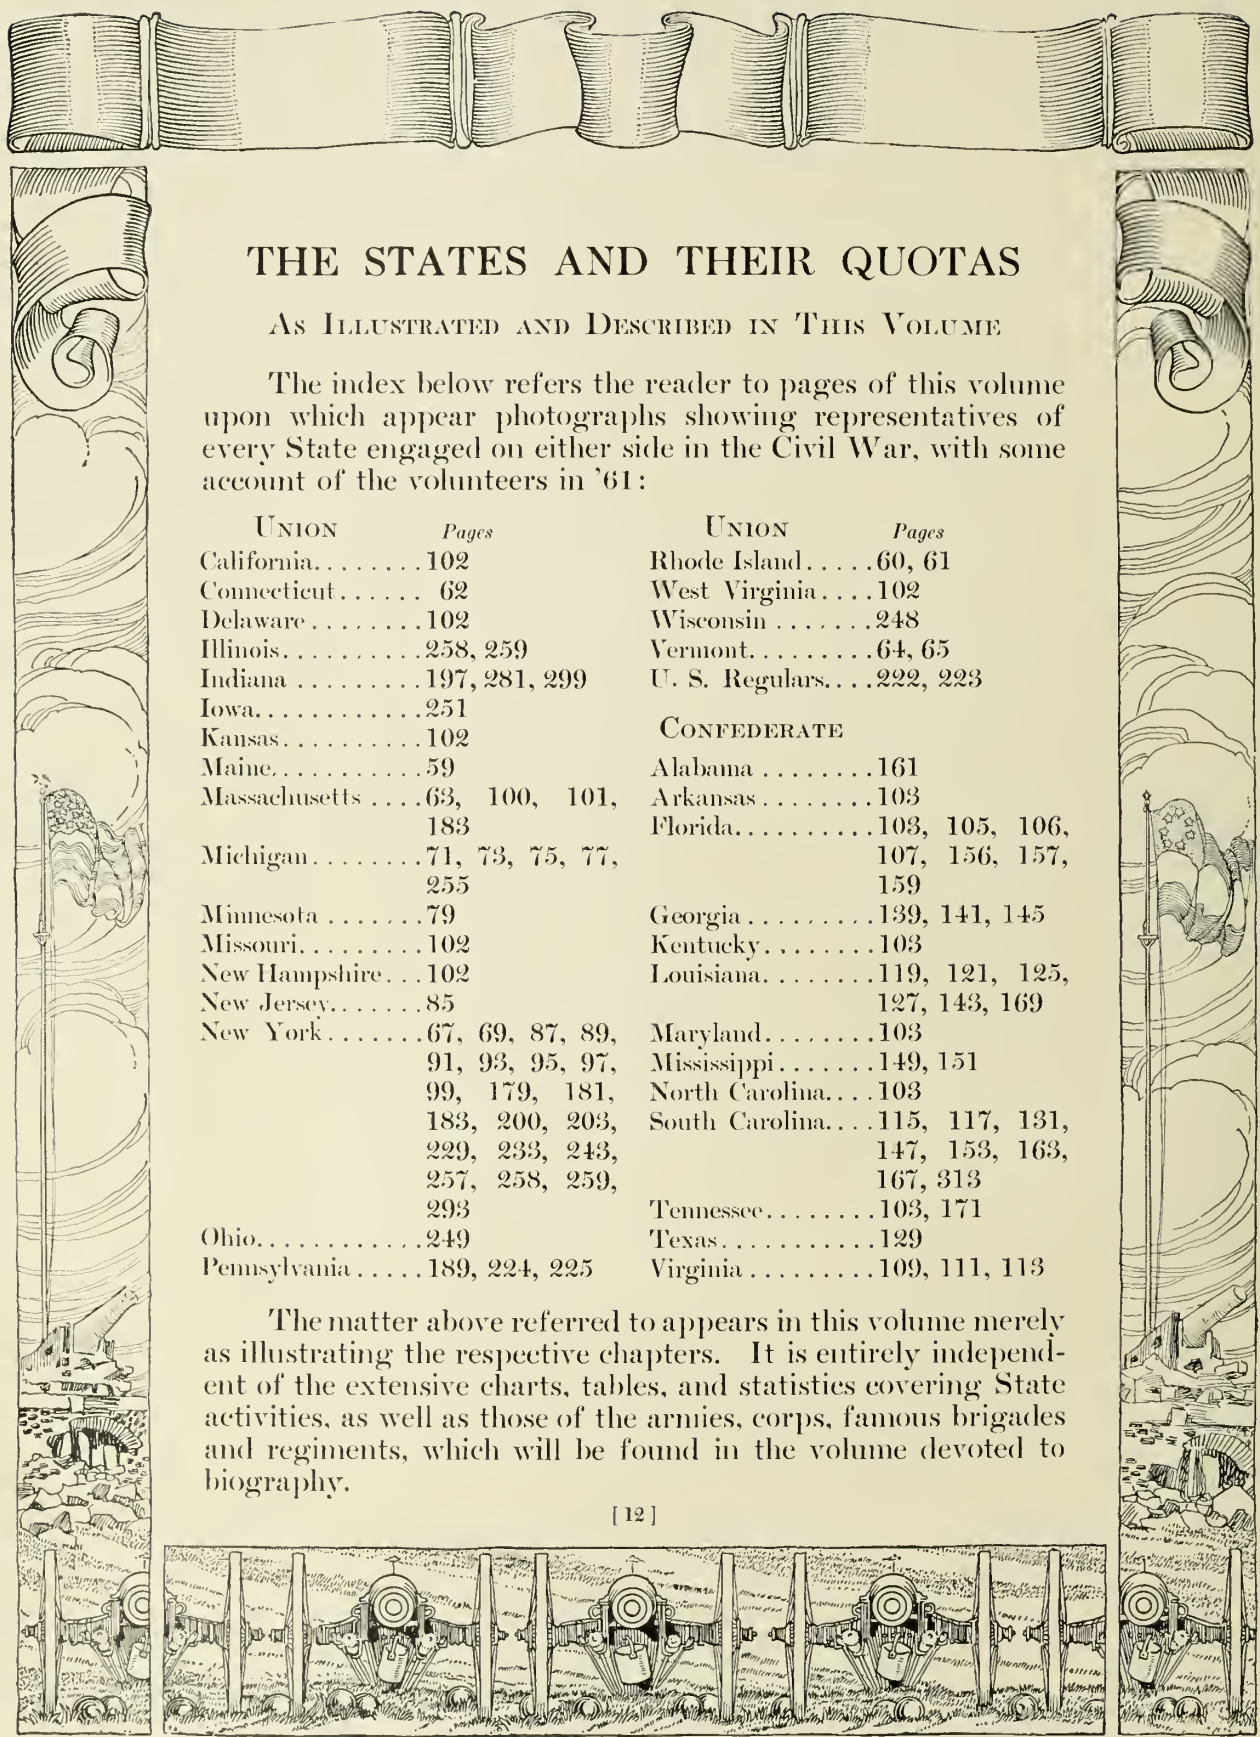 THE STATES AND THEIR QUOTAS
As Illustrated and Described in This Volume
The index below refers the reader to pages of this volume
upon which appear photographs showing representatives of
every State engaged on either side in the Civil War, with some
account of the volunteers in '61:
Union Pages
California........102
Connecticut...... 62
Delaware........102
Illinois..........258, 259
Indiana.........197, 281, 299
Iowa............251
Kansas..........102
Maine...........59
Massachusetts....63, 100, 101,
183
Michigan........71, 73, 75, 77,
255
Minnesota.......79
Missouri.........102
New Hampshire...102
New Jersey.......85
New York.......67, 69, 87, 89,
91, 93, 95, 97,
99, 179, 181,
183, 200, 203,
229, 233, 243,
257, 258, 259,
293
Ohio............249
Pennsylvania.....189, 224, 225
Union Pages
Rhode Island.....60, 61
West Virginia....102
Wisconsin.......248
Vermont.........64, 65
U. S. Regulars....222, 223
Confederate
Alabama........161
Arkansas........103
Florida..........103, 105, 106,
107, 156, 157,
159
Georgia.........139, 141, 145
Kentucky........103
Louisiana........119, 121, 125,
127, 143, 169
Maryland........103
Mississippi.......149, 151
North Carolina....103
South Carolina....115, 117, 131,
147, 153, 163,
167, 313
Tennessee........103, 171
Texas...........129
Virginia.........109, 111, 113
The matter above referred to appears in this volume merely
as illustrating the respective chapters. It is entirely independ-
ent of the extensive charts, tables, and statistics covering State
activities, as well as those of the armies, corps, famous brigades
and regiments, which will be found in the volume devoted to
biography.
[12]